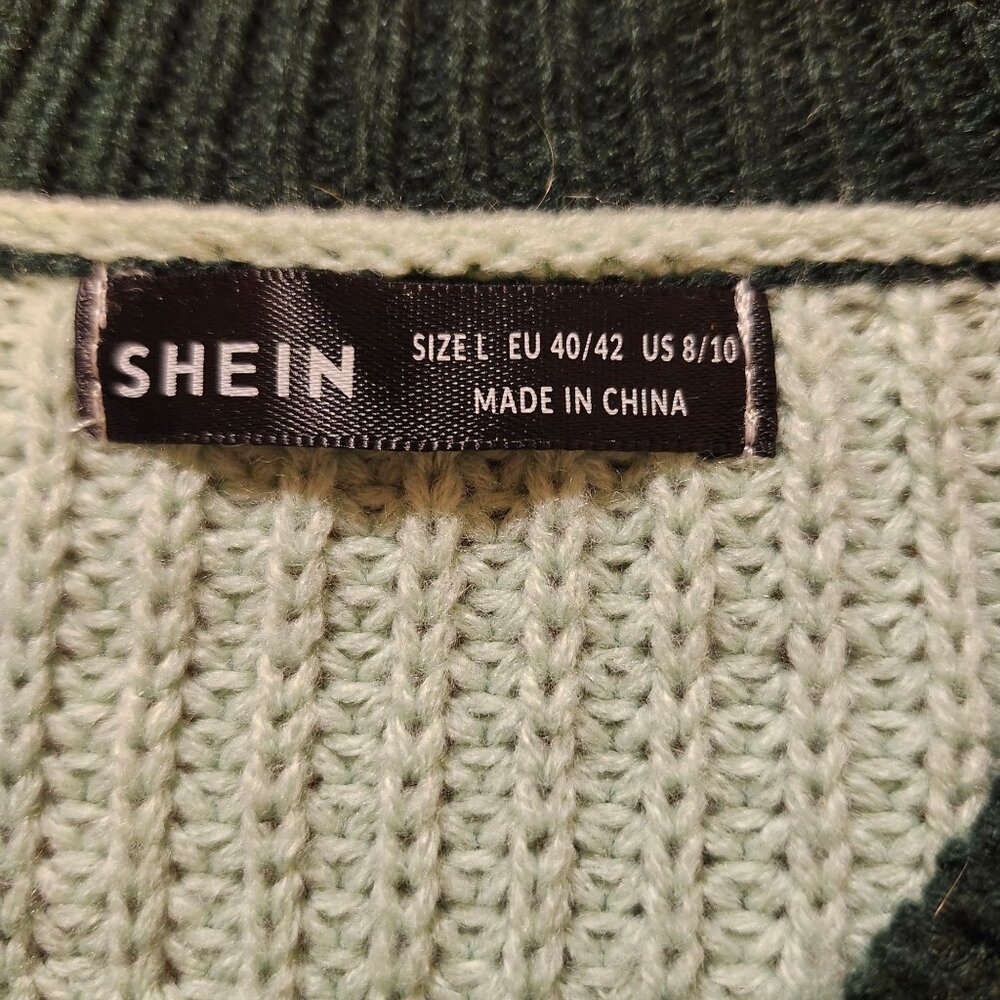 SHEIN
SIZE L EU 40/42 US 8/10
MADE IN CHINA